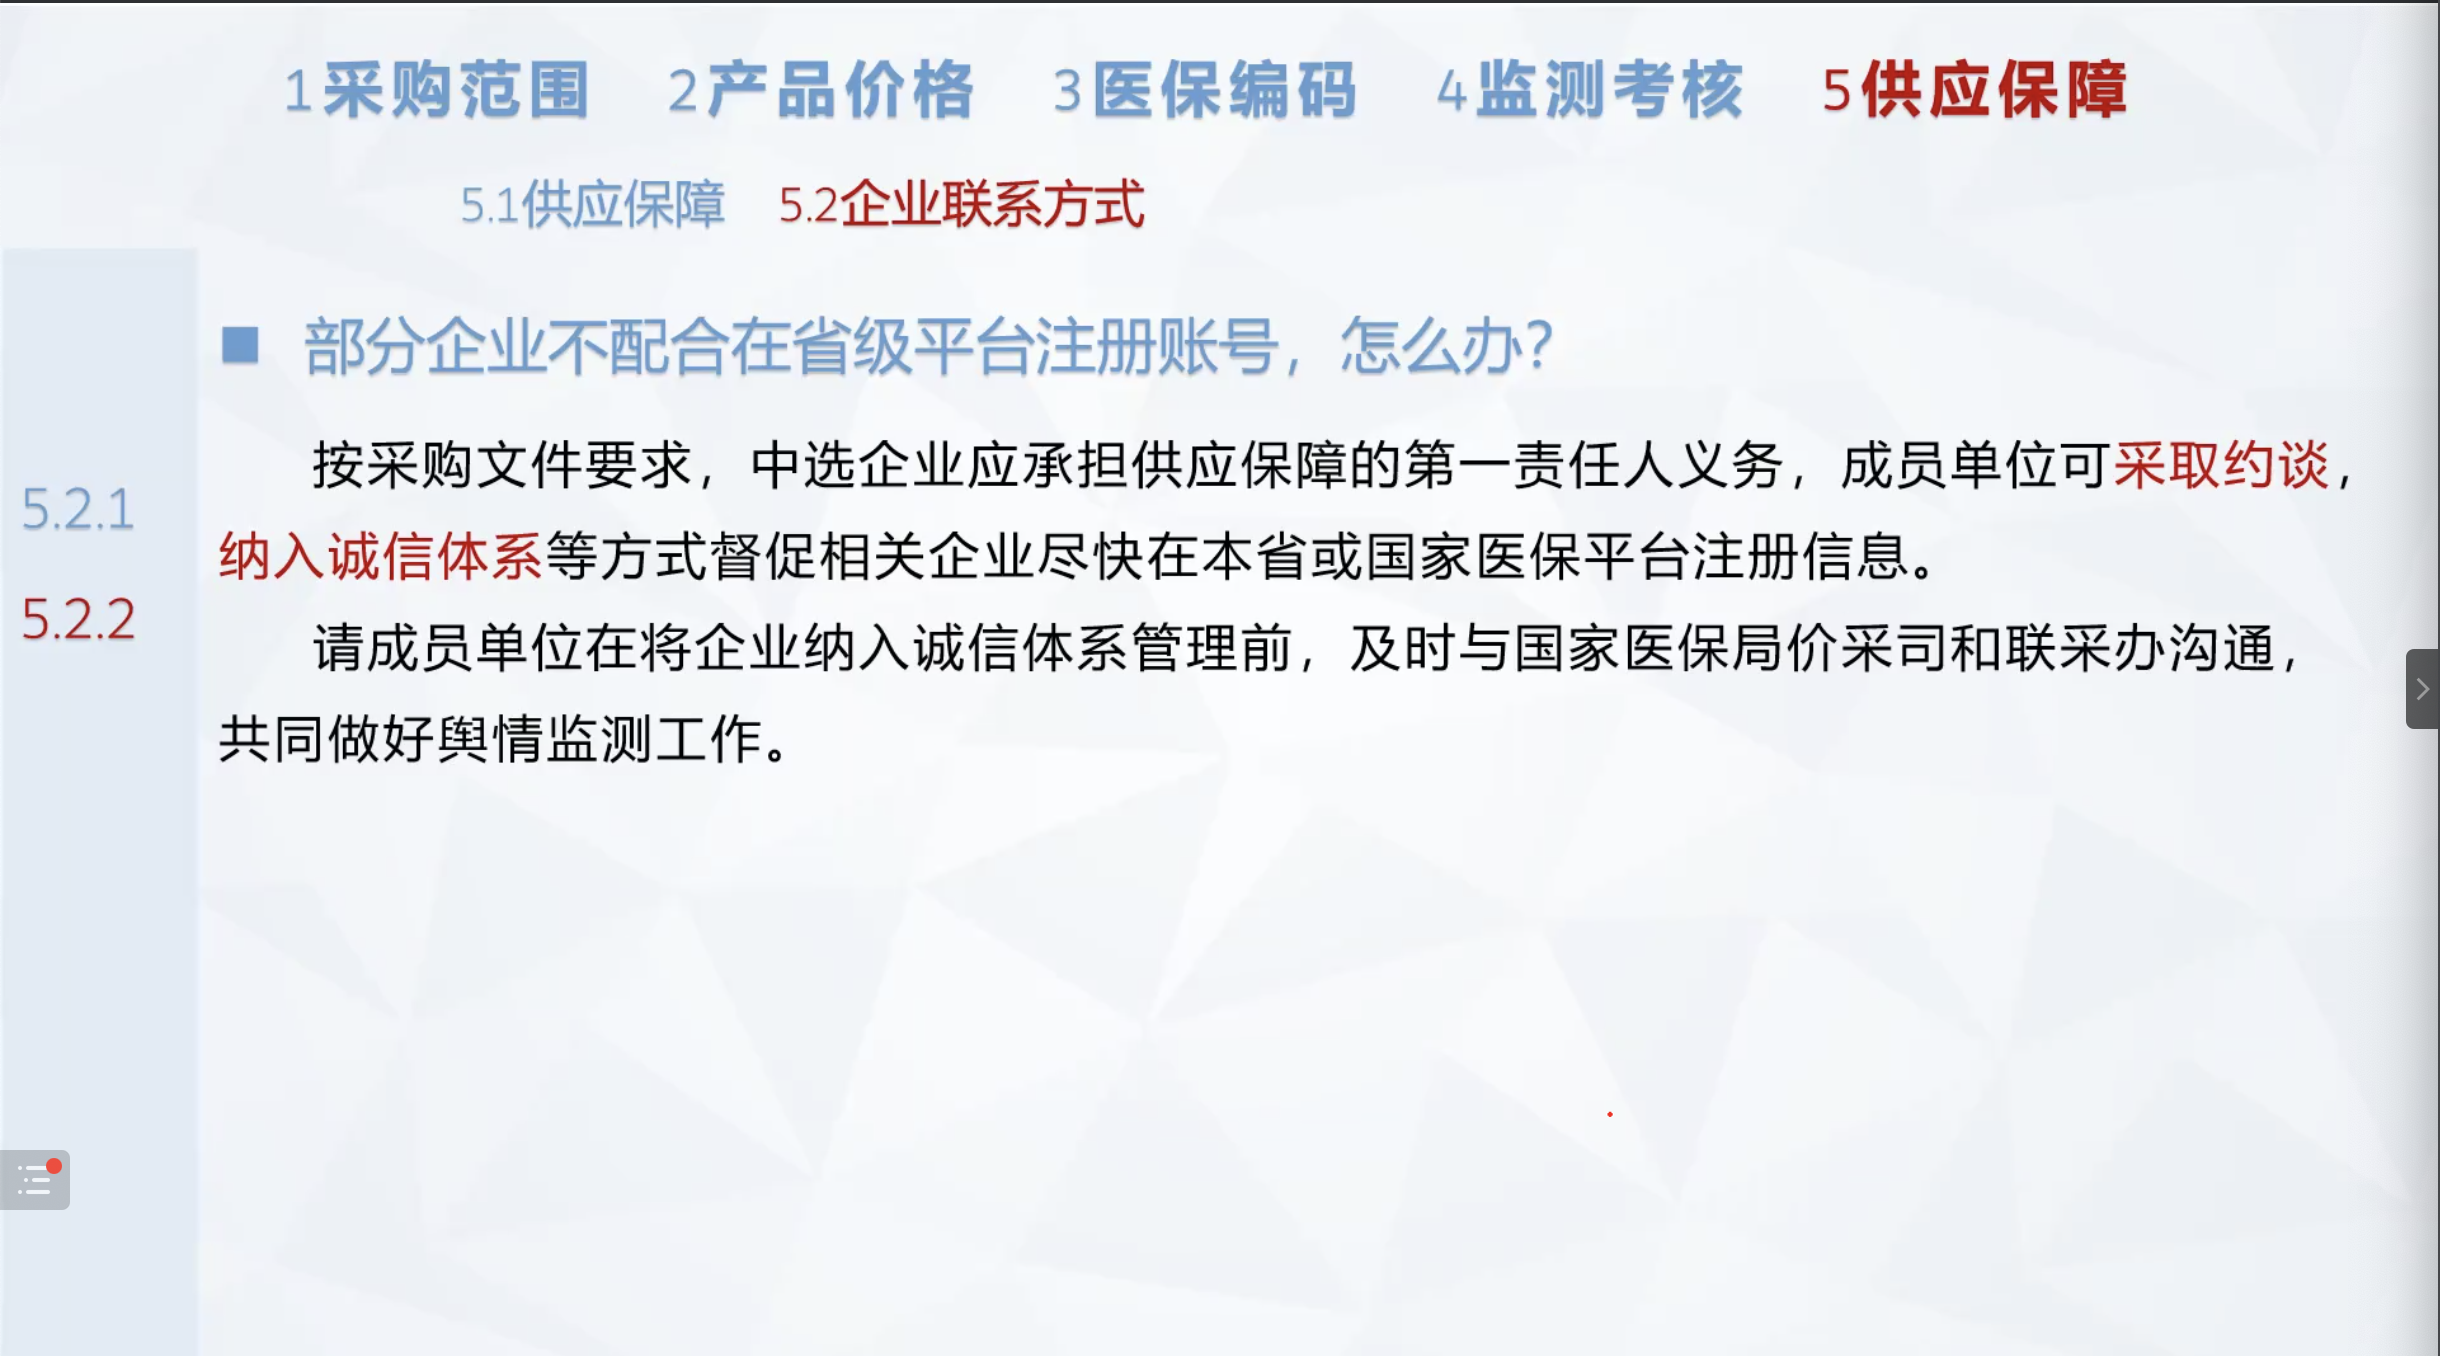 1采购范围 2产品价格 3医保编码 4监测考核 5供应保障
5.1供应保障 5.2企业联系方式
■ 部分企业不配合在省级平台注册账号，怎么办？
按采购文件要求，中选企业应承担供应保障的第一责任人义务，成员单位可采取约谈，
5.2.1
纳入诚信体系等方式督促相关企业尽快在本省或国家医保平台注册信息。
5.2.2
请成员单位在将企业纳入诚信体系管理前，及时与国家医保局价采司和联采办沟通，
共同做好舆情监测工作。